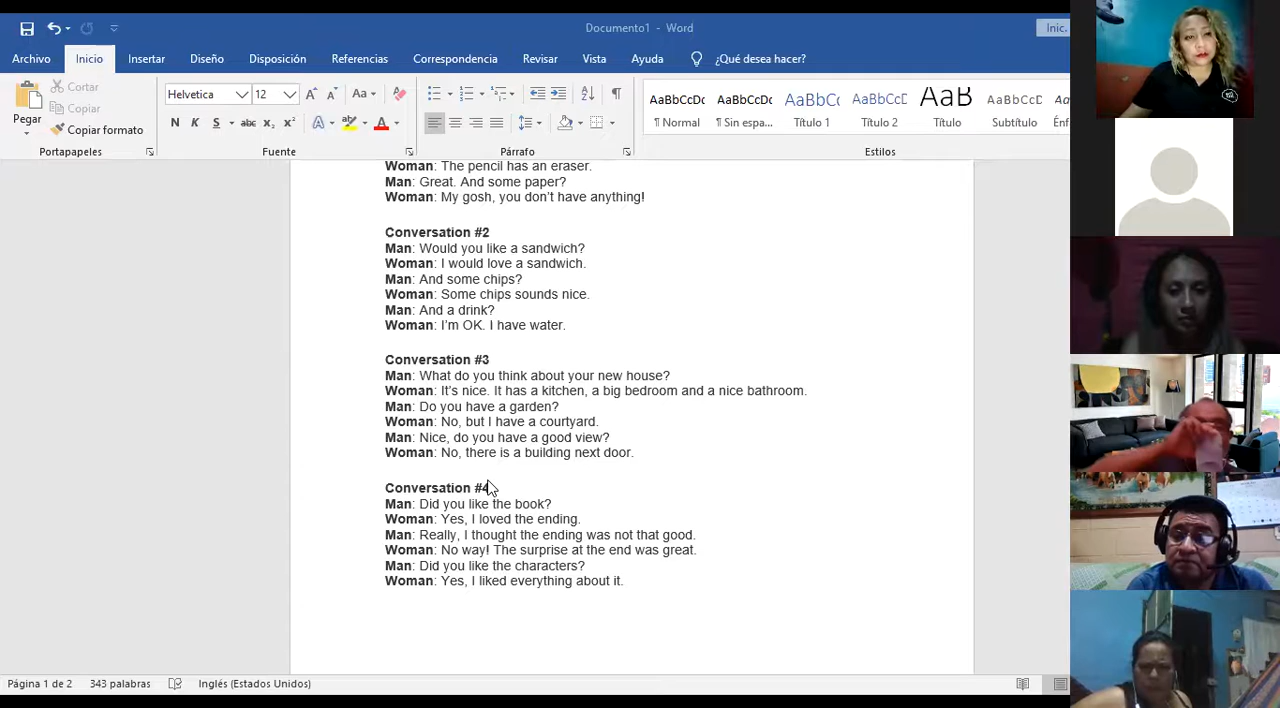 Documento1 - Word
Inic.
Archivo Inicio Insertar Diseño Disposición Referencias Correspondencia Revisar Vista Ayuda ¿Qué desea hacer?
Pegar
Cortar
Copiar
Copiar formato
Portapapeles
Helvetica 12 Aa
N K S abc x₂ x² A A
Fuente
Párrafo
AaBbCcDc AaBbCcDc AaBbCcD AaBbCcD AaB AaBbCcD
¶ Normal ¶ Sin espa... Título 1 Título 2 Título Subtítulo
Estilos
Woman: The pencil has an eraser.
Man: Great. And some paper?
Woman: My gosh, you don't have anything!
Conversation #2
Man: Would you like a sandwich?
Woman: I would love a sandwich.
Man: And some chips?
Woman: Some chips sounds nice.
Man: And a drink?
Woman: I'm OK. I have water.
Conversation #3
Man: What do you think about your new house?
Woman: It's nice. It has a kitchen, a big bedroom and a nice bathroom.
Man: Do you have a garden?
Woman: No, but I have a courtyard.
Man: Nice, do you have a good view?
Woman: No, there is a building next door.
Conversation #4
Man: Did you like the book?
Woman: Yes, I loved the ending.
Man: Really, I thought the ending was not that good.
Woman: No way! The surprise at the end was great.
Man: Did you like the characters?
Woman: Yes, I liked everything about it.
Página 1 de 2 343 palabras Inglés (Estados Unidos)